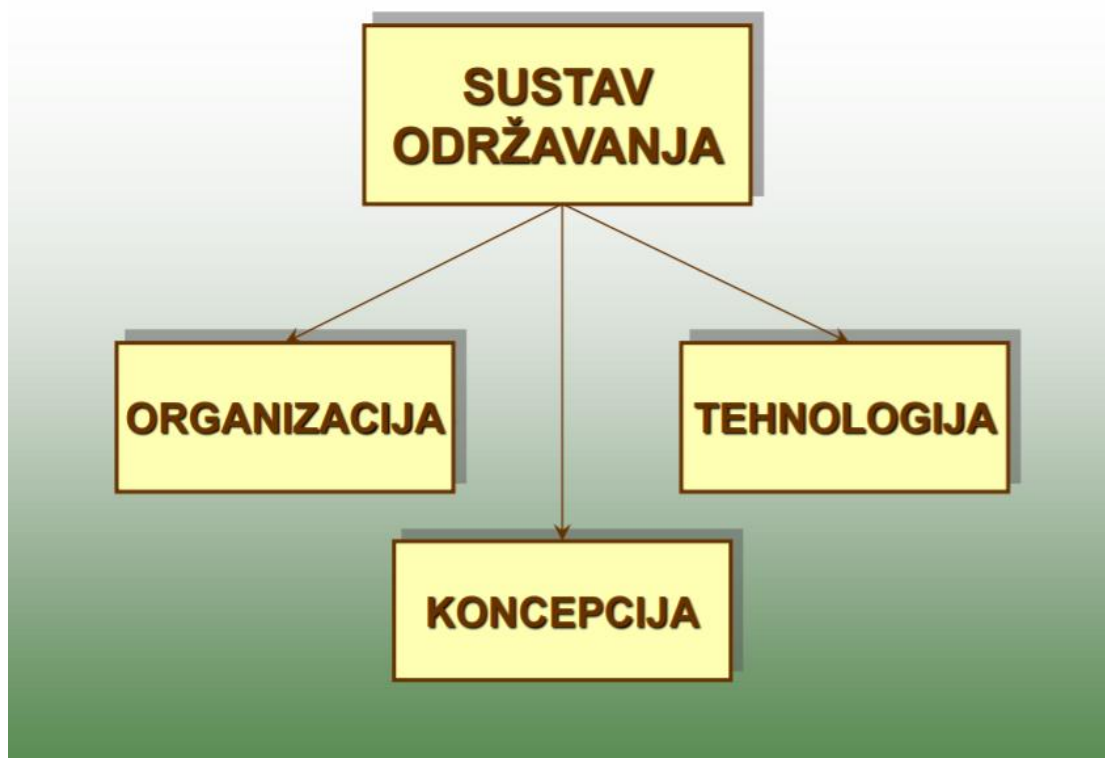 SUSTAV
ODRŽAVANJA
ORGANIZACIJA
TEHNOLOGIJA
KONCEPCIJA